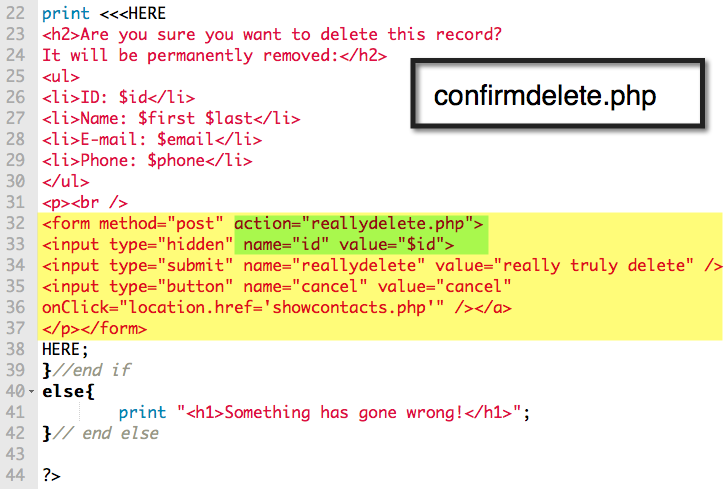 22 print <<<HERE
23 <h2>Are you sure you want to delete this record?
24 It will be permanently removed:</h2>
25 <ul>
26 <li>ID: $id</li>
27 <li>Name: $first $last</li>
28 <li>E-mail: $email</li>
29 <li>Phone: $phone</li>
30 </ul>
31 <p><br />
32 <form method="post" action="reallydelete.php">
33 <input type="hidden" name="id" value="$id">
34 <input type="submit" name="reallydelete" value="really truly delete" />
35 <input type="button" name="cancel" value="cancel"
36 onClick="location.href='showcontacts.php'" /></a>
37 </p></form>
38 HERE;
39 }//end if
40 else{
41 print "<h1>Something has gone wrong!</h1>";
42 }// end else
43
44 ?>
confirmdelete.php